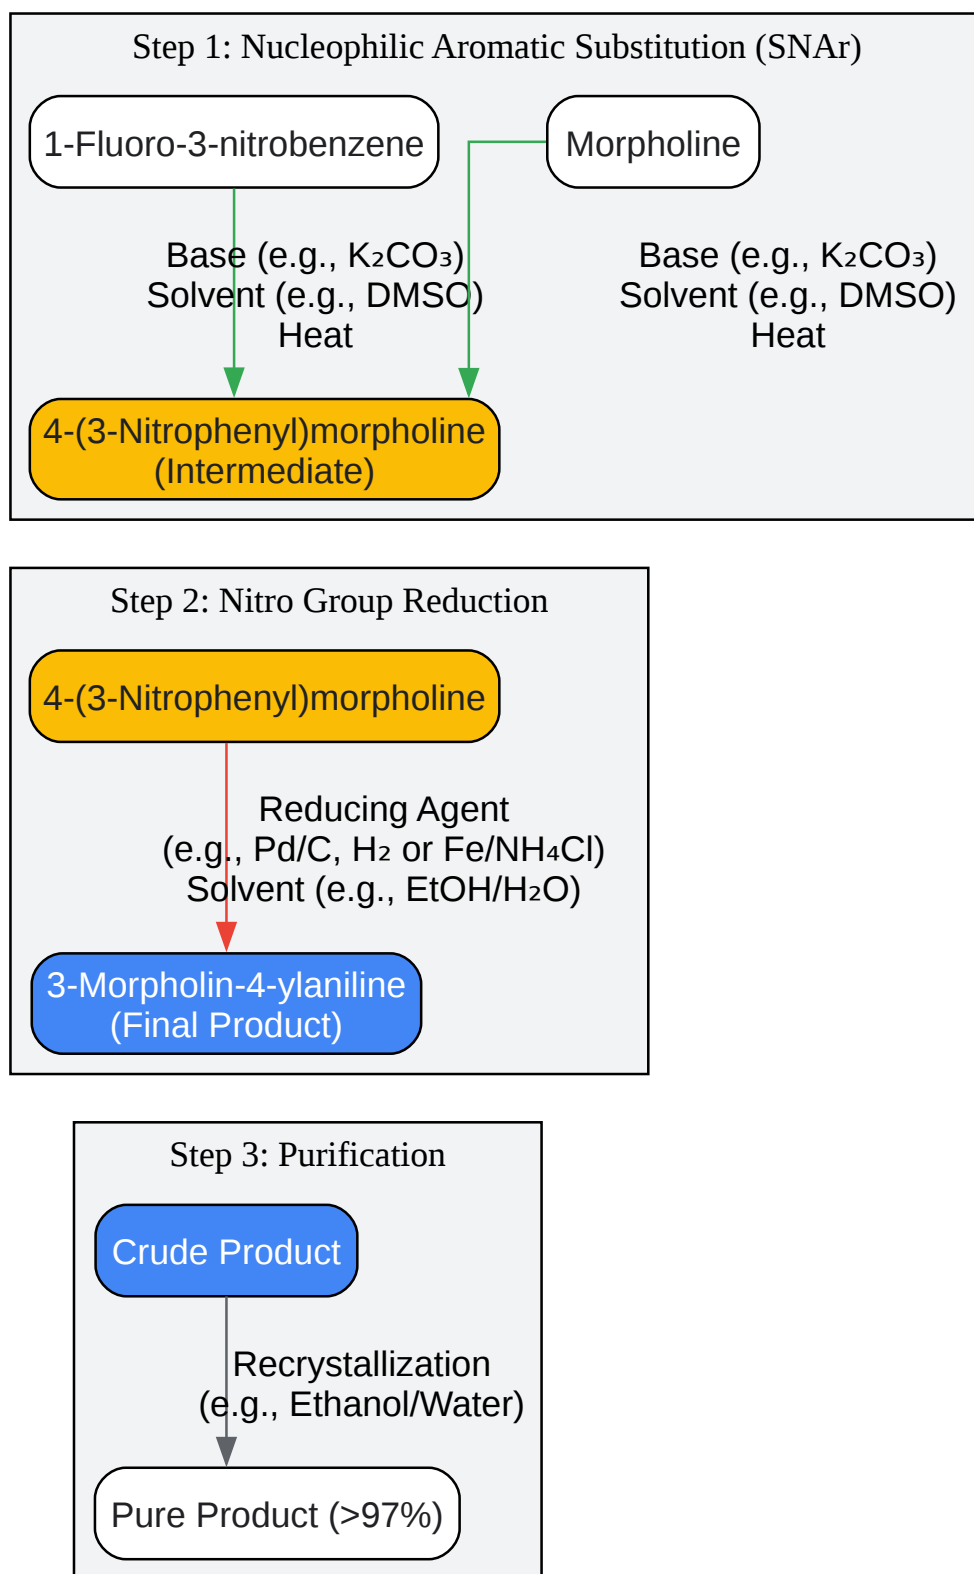 Step 1: Nucleophilic Aromatic Substitution (SNAr)
1-Fluoro-3-nitrobenzene
Morpholine
Base (e.g., K₂CO₃)
Solvent (e.g., DMSO)
Heat
Base (e.g., K₂CO₃)
Solvent (e.g., DMSO)
Heat
4-(3-Nitrophenyl)morpholine
(Intermediate)
Step 2: Nitro Group Reduction
4-(3-Nitrophenyl)morpholine
Reducing Agent
(e.g., Pd/C, H₂ or Fe/NH₄Cl)
Solvent (e.g., EtOH/H₂O)
3-Morpholin-4-ylaniline
(Final Product)
Step 3: Purification
Crude Product
Recrystallization
(e.g., Ethanol/Water)
Pure Product (>97%)